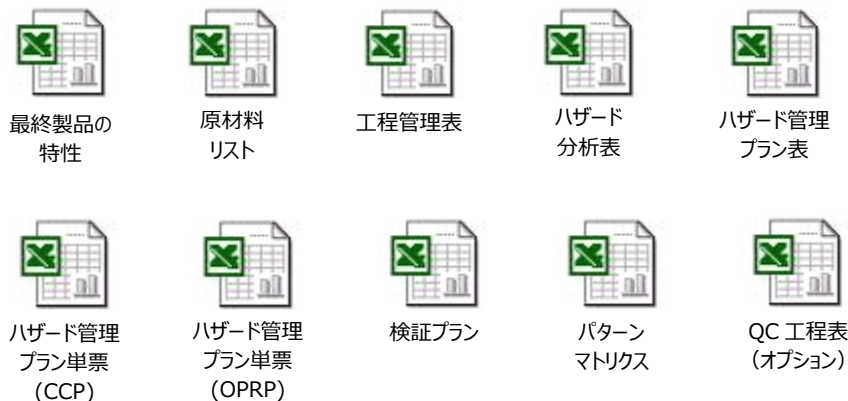 最終製品の
特性
原材料
リスト
工程管理表
ハザード
分析表
ハザード管理
プラン表
ハザード管理
プラン単票
(CCP)
ハザード管理
プラン単票
(OPRP)
検証プラン
パターン
マトリクス
QC 工程表
(オプション)